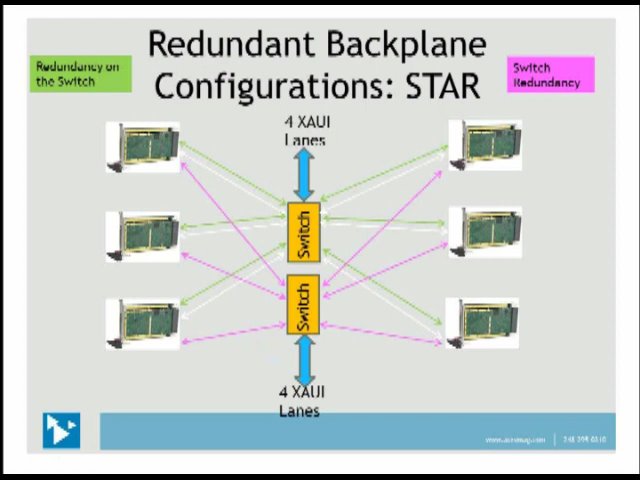 Redundant Backplane
Configurations: STAR
Redundancy on
the Switch
Switch
Redundancy
4 XAUI
Lanes
Switch
Switch
4 XAUI
Lanes